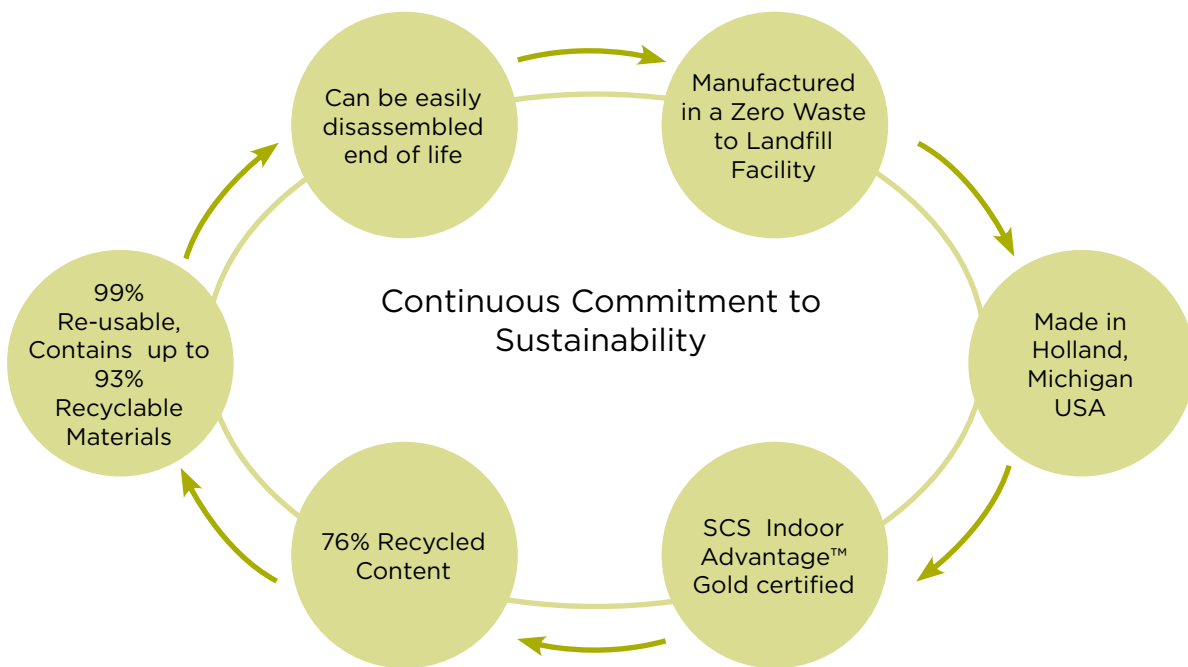 Can be easily
disassembled
end of life
Manufactured
in a Zero Waste
to Landfill
Facility
99%
Re-usable,
Contains up to
93%
Recyclable
Materials
Continuous Commitment to
Sustainability
Made in
Holland,
Michigan
USA
76% Recycled
Content
SCS Indoor
Advantage™
Gold certified